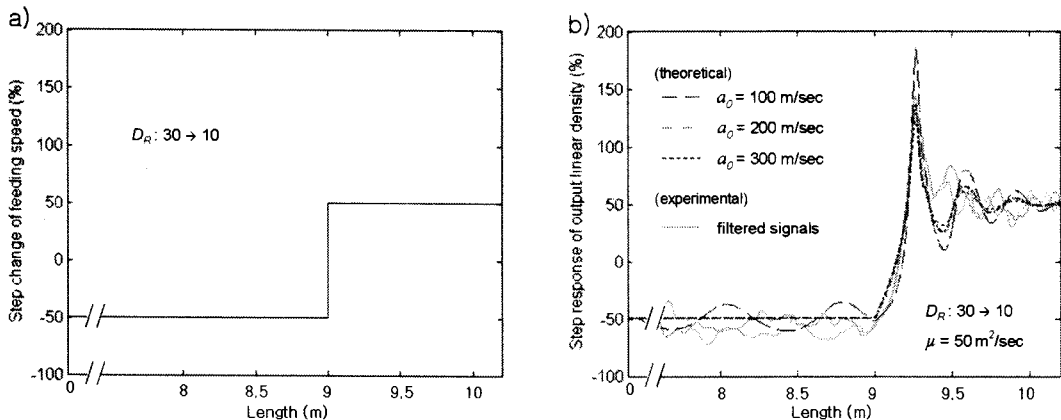 a)
Step change of feeding speed (%)
200
150
100
50
0
-50
-100
D_R : 30 → 10
0
8
8.5
9
9.5
10
Length (m)
b)
Step response of output linear density (%)
200
150
100
50
0
-50
-100
(theoretical)
a_0 = 100 m/sec
a_0 = 200 m/sec
a_0 = 300 m/sec
(experimental)
filtered signals
D_R : 30 → 10
μ = 50 m²/sec
0
8
8.5
9
9.5
10
Length (m)